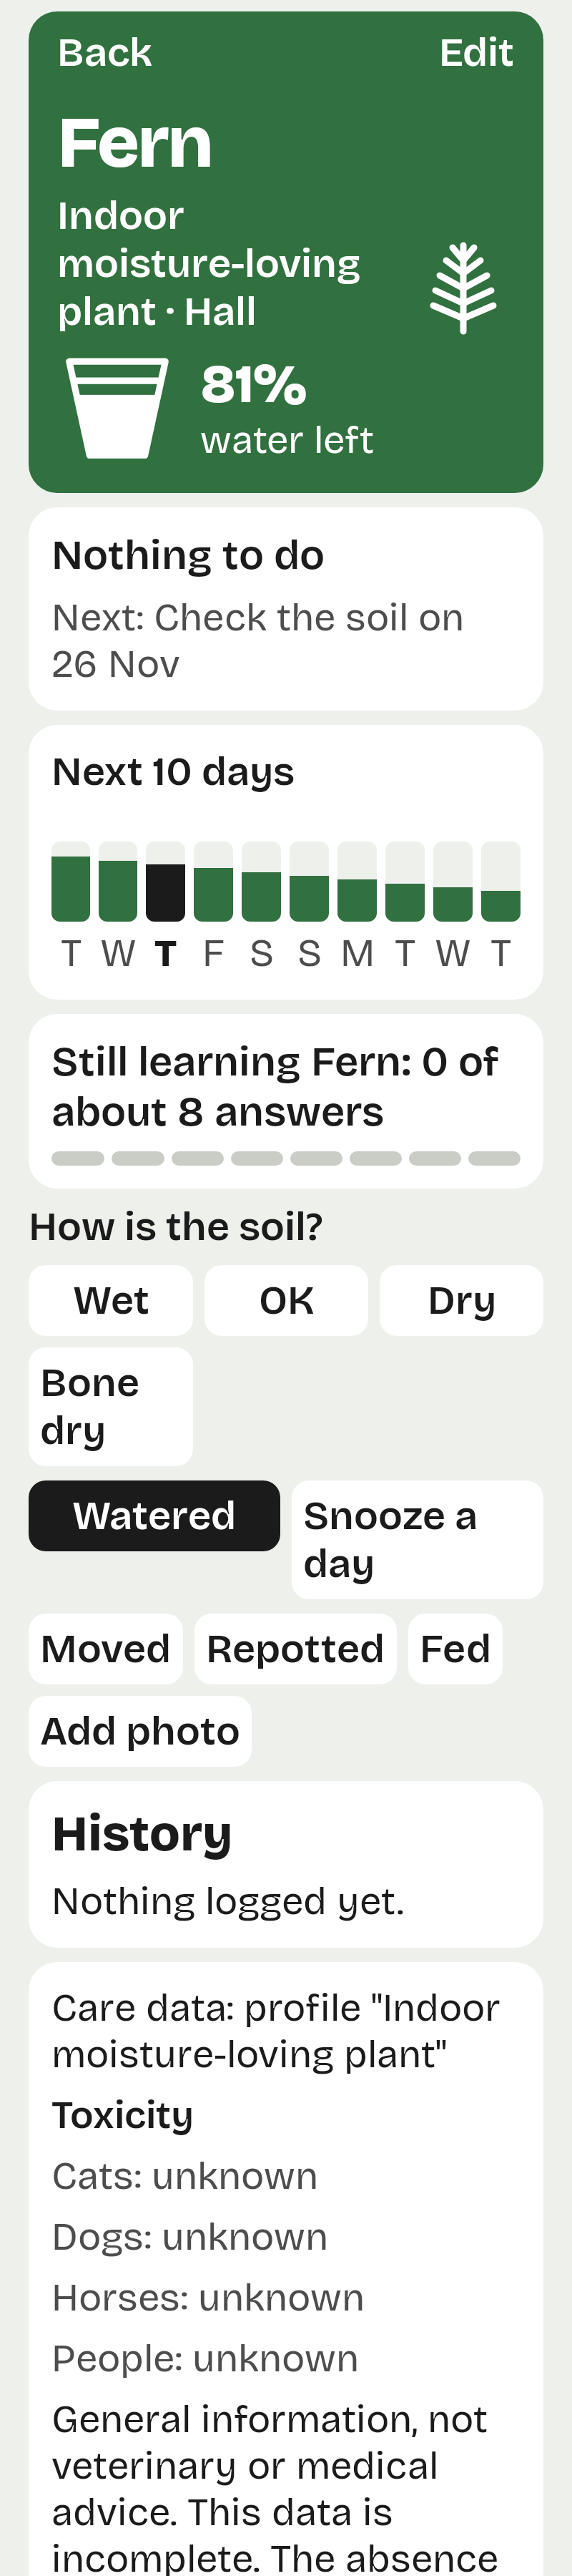 Back
Edit
Fern
Indoor
moisture-loving
plant · Hall
81%
water left
Nothing to do
Next: Check the soil on
26 Nov
Next 10 days
T W T F S S M T W T
Still learning Fern: 0 of
about 8 answers
How is the soil?
Wet
OK
Dry
Bone
dry
Watered
Snooze a
day
Moved
Repotted
Fed
Add photo
History
Nothing logged yet.
Care data: profile "Indoor
moisture-loving plant"
Toxicity
Cats: unknown
Dogs: unknown
Horses: unknown
People: unknown
General information, not
veterinary or medical
advice. This data is
incomplete. The absence